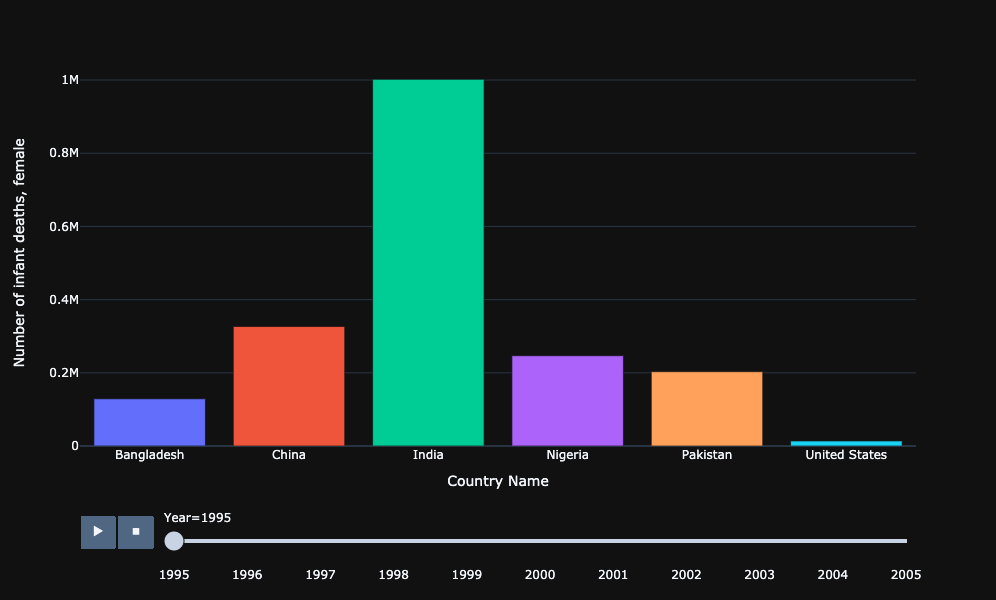 Number of infant deaths, female
1M
0.8M
0.6M
0.4M
0.2M
0
Bangladesh China India Nigeria Pakistan United States
Country Name
Year=1995
1995 1996 1997 1998 1999 2000 2001 2002 2003 2004 2005